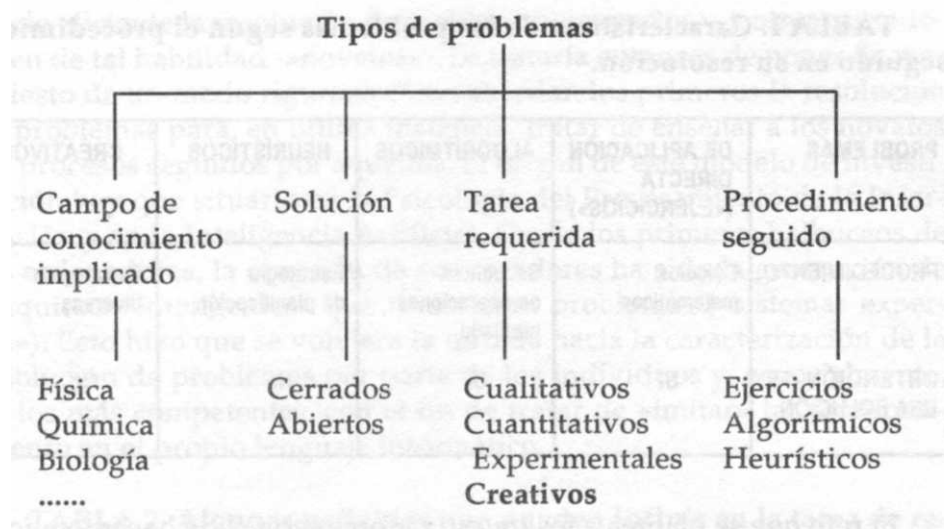 Tipos de problemas
Campo de
conocimiento
implicado
Solución
Tarea
requerida
Procedimiento
seguido
Física
Química
Biología
......
Cerrados
Abiertos
Cualitativos
Cuantitativos
Experimentales
Creativos
Ejercicios
Algorítmicos
Heurísticos